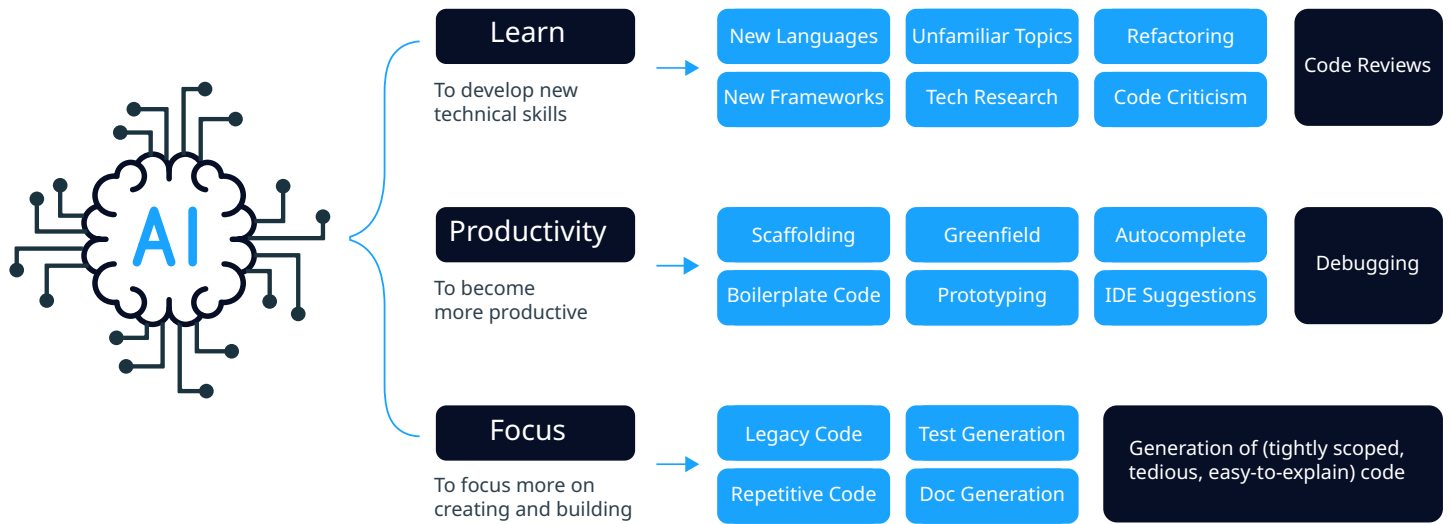 AI
Learn
To develop new
technical skills
New Languages
Unfamiliar Topics
Refactoring
New Frameworks
Tech Research
Code Criticism
Code Reviews
Productivity
To become
more productive
Scaffolding
Greenfield
Autocomplete
Boilerplate Code
Prototyping
IDE Suggestions
Debugging
Focus
To focus more on
creating and building
Legacy Code
Test Generation
Repetitive Code
Doc Generation
Generation of (tightly scoped,
tedious, easy-to-explain) code